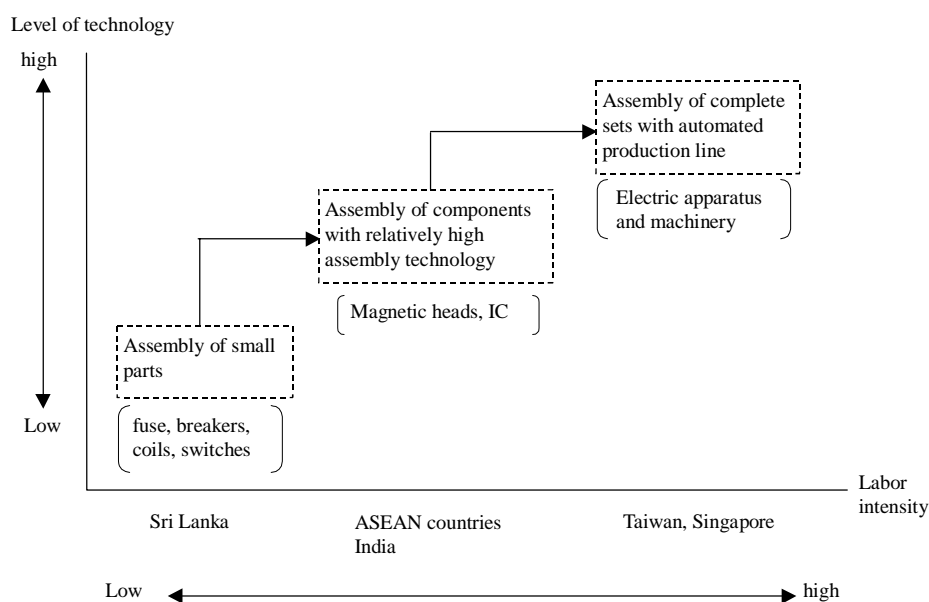 Level of technology
high
Assembly of complete
sets with automated
production line
Electric apparatus
and machinery
Assembly of components
with relatively high
assembly technology
Magnetic heads, IC
Assembly of small
parts
Low
fuse, breakers,
coils, switches
Labor
intensity
Sri Lanka
ASEAN countries
India
Taiwan, Singapore
Low
high